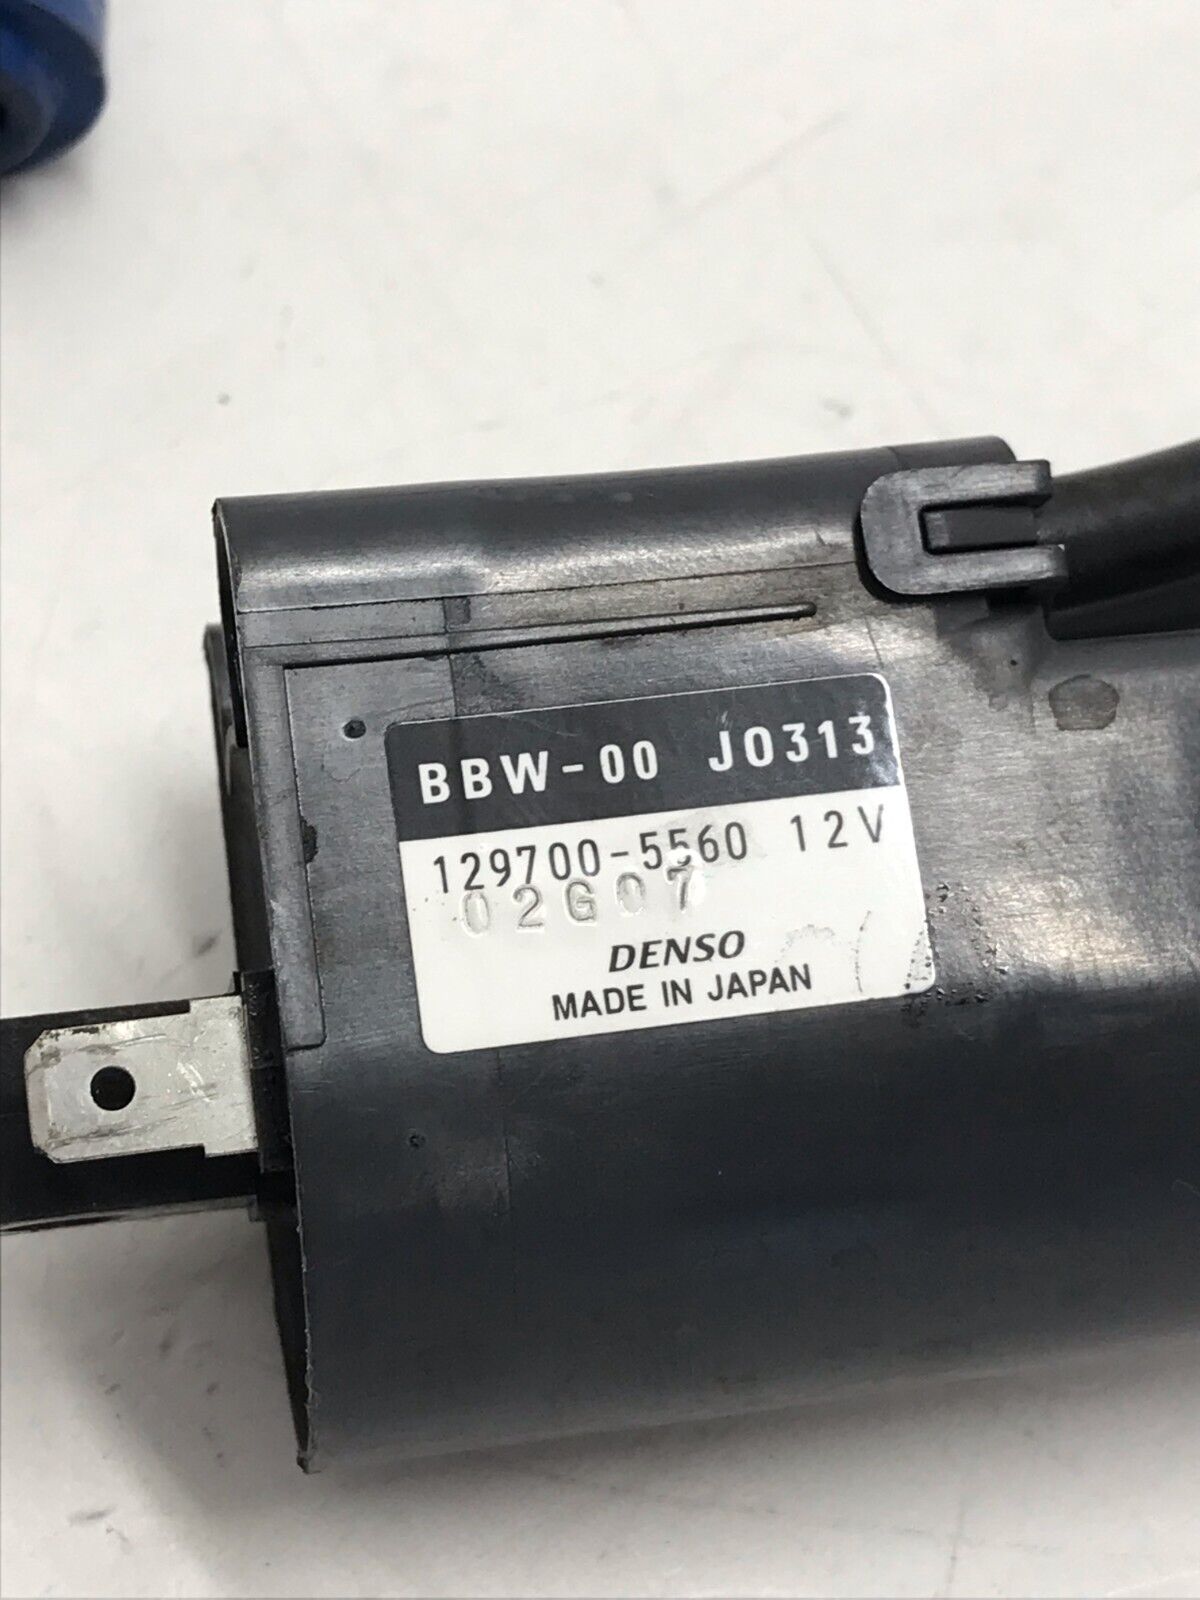 BBW-00 J0313
129700-5560 12V
02G07
DENSO
MADE IN JAPAN